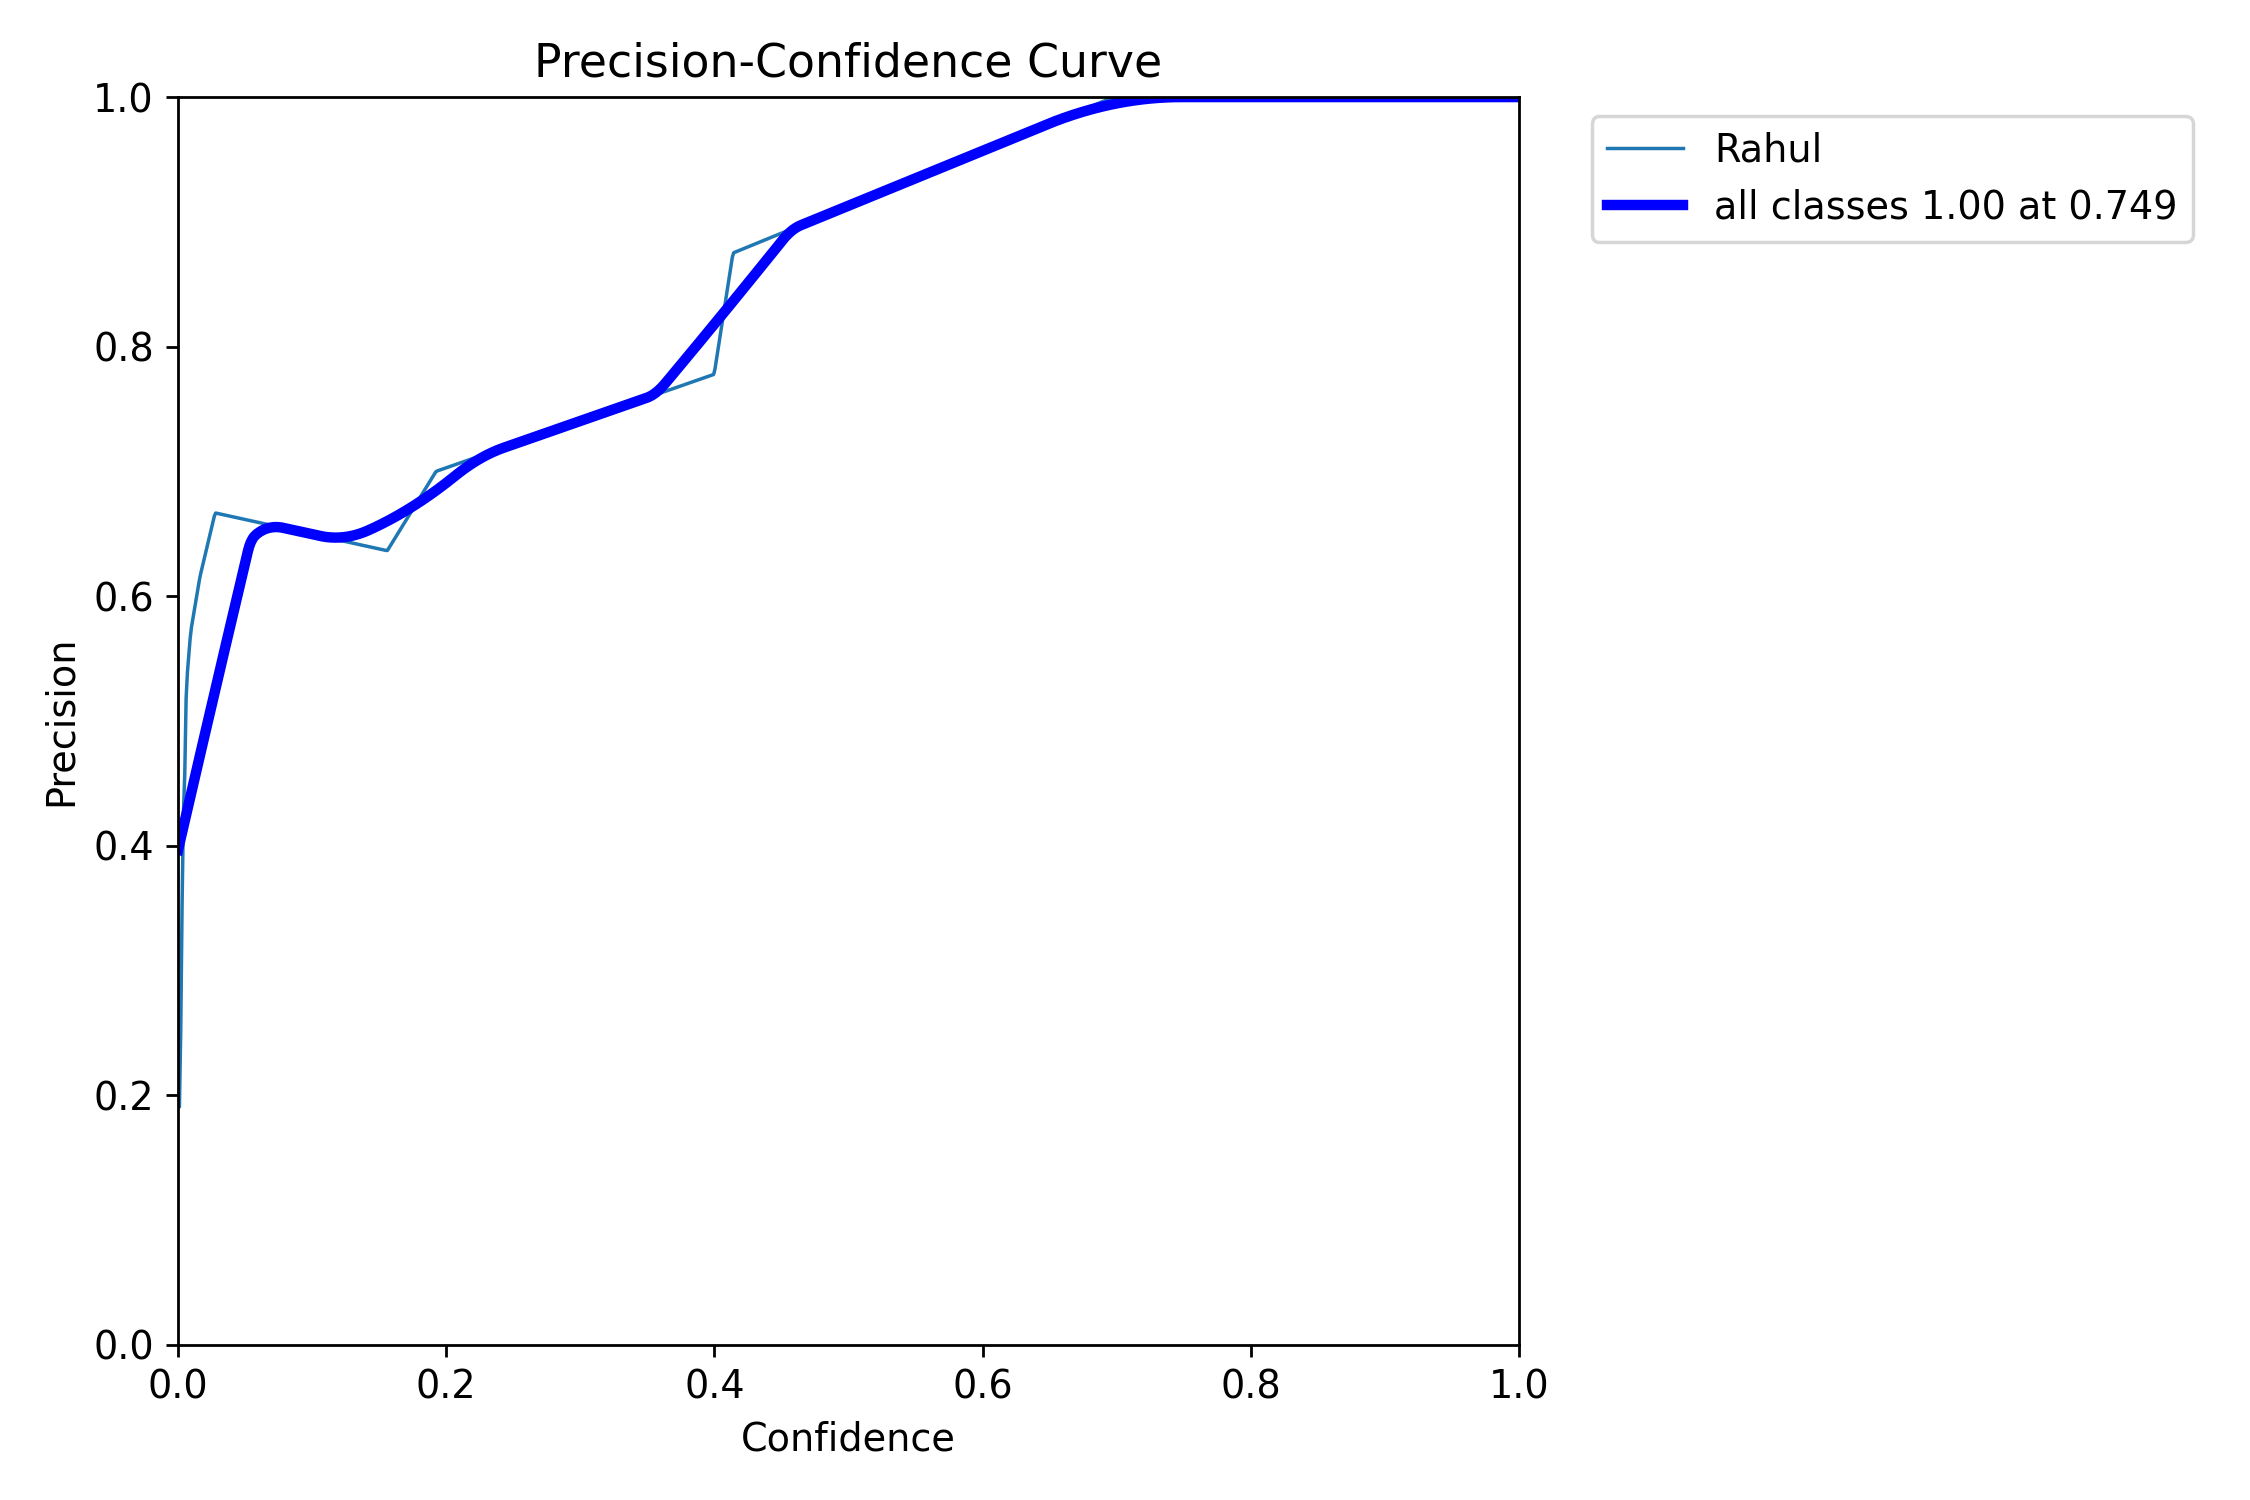 Precision-Confidence Curve
1.0
0.8
0.6
0.4
0.2
0.0
Precision
0.0 0.2 0.4 0.6 0.8 1.0
Confidence
Rahul
all classes 1.00 at 0.749